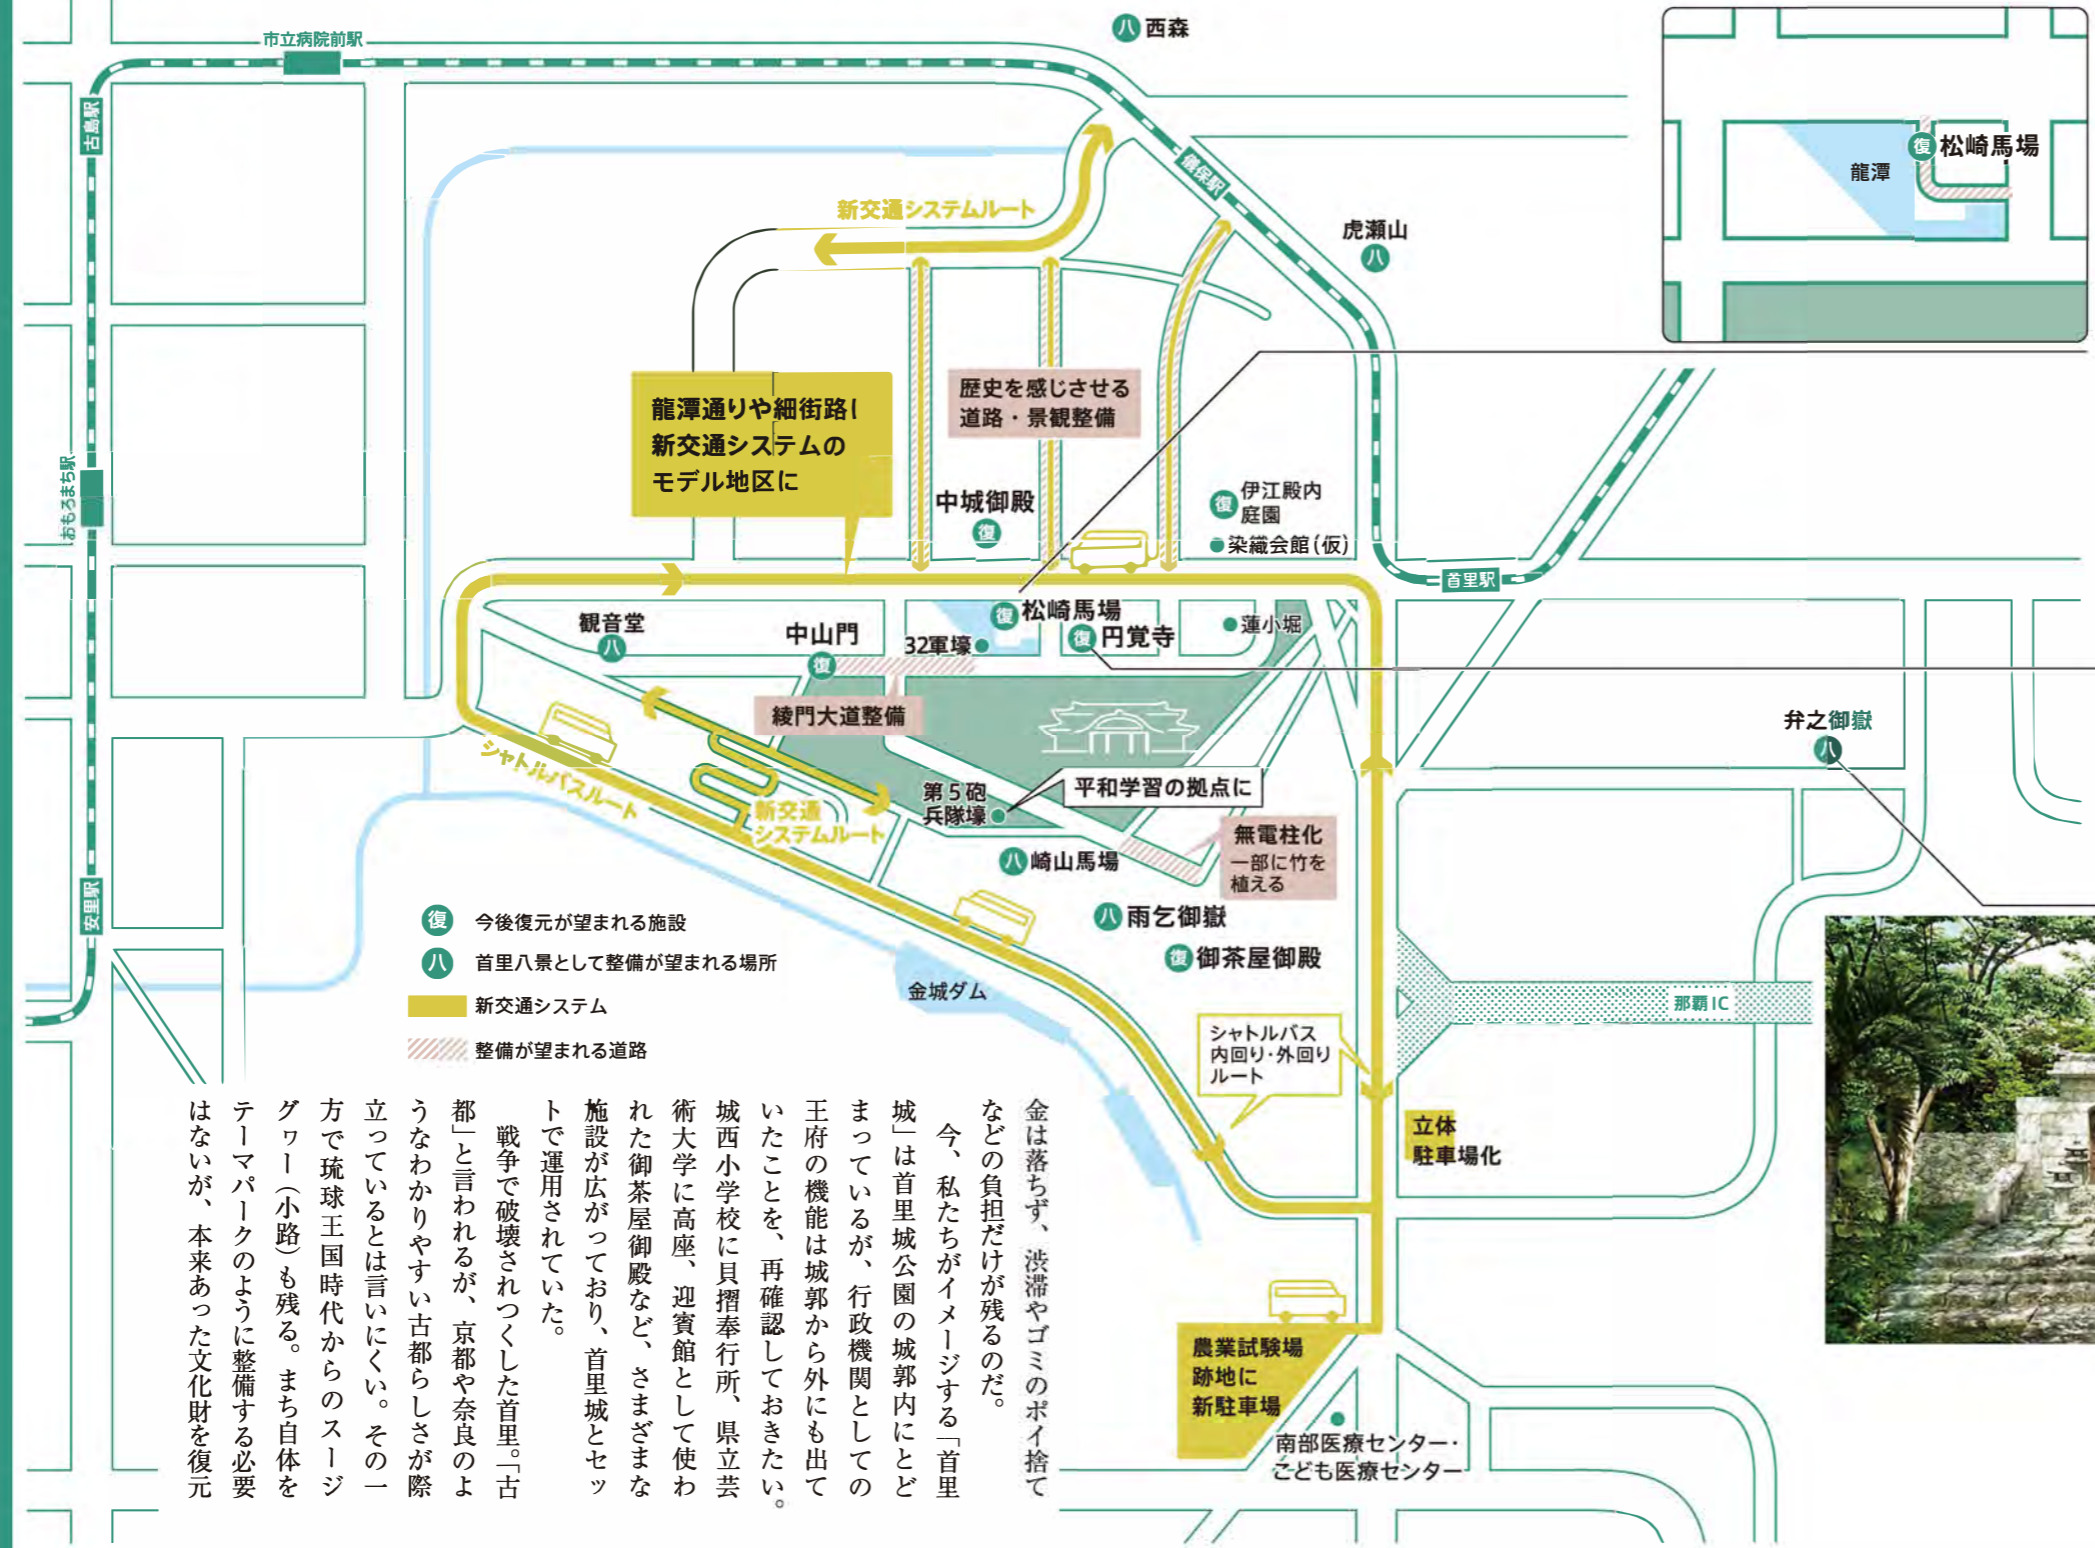 市立病院前駅
八 西森
古島駅
儀保駅
新交通システムルート
虎瀬山
八
復 松崎馬場
龍潭
龍潭通りや細街路に
新交通システムの
モデル地区に
歴史を感じさせる
道路・景観整備
おもろまち駅
中城御殿
復
復 伊江殿内
庭園
染織会館(仮)
首里駅
観音堂
八
中山門
復
32軍壕
復 松崎馬場
復 円覚寺
蓮小堀
綾門大道整備
弁之御嶽
八
シャトルバスルート
新交通
システムルート
第5砲
兵隊壕
平和学習の拠点に
無電柱化
一部に竹を
植える
八 崎山馬場
安里駅
八 雨乞御嶽
復 御茶屋御殿
復 今後復元が望まれる施設
八 首里八景として整備が望まれる場所
新交通システム
整備が望まれる道路
金城ダム
那覇IC
シャトルバス
内回り・外回り
ルート
立体
駐車場化
農業試験場
跡地に
新駐車場
南部医療センター・
こども医療センター
金は落ちず、渋滞やゴミのポイ捨て
などの負担だけが残るのだ。
今、私たちがイメージする「首里
城」は首里城公園の城郭内にとど
まっているが、行政機関としての
王府の機能は城郭から外にも出て
いたことを、再確認しておきたい。
城西小学校に貝摺奉行所、県立芸
術大学に高座、迎賓館として使わ
れた御茶屋御殿など、さまざまな
施設が広がっており、首里城とセッ
トで運用されていた。
戦争で破壊されつくした首里。「古
都」と言われるが、京都や奈良のよ
うなわかりやすい古都らしさが際
立っているとは言いにくい。その一
方で琉球王国時代からのスージ
グヮー(小路)も残る。まち自体を
テーマパークのように整備する必要
はないが、本来あった文化財を復元